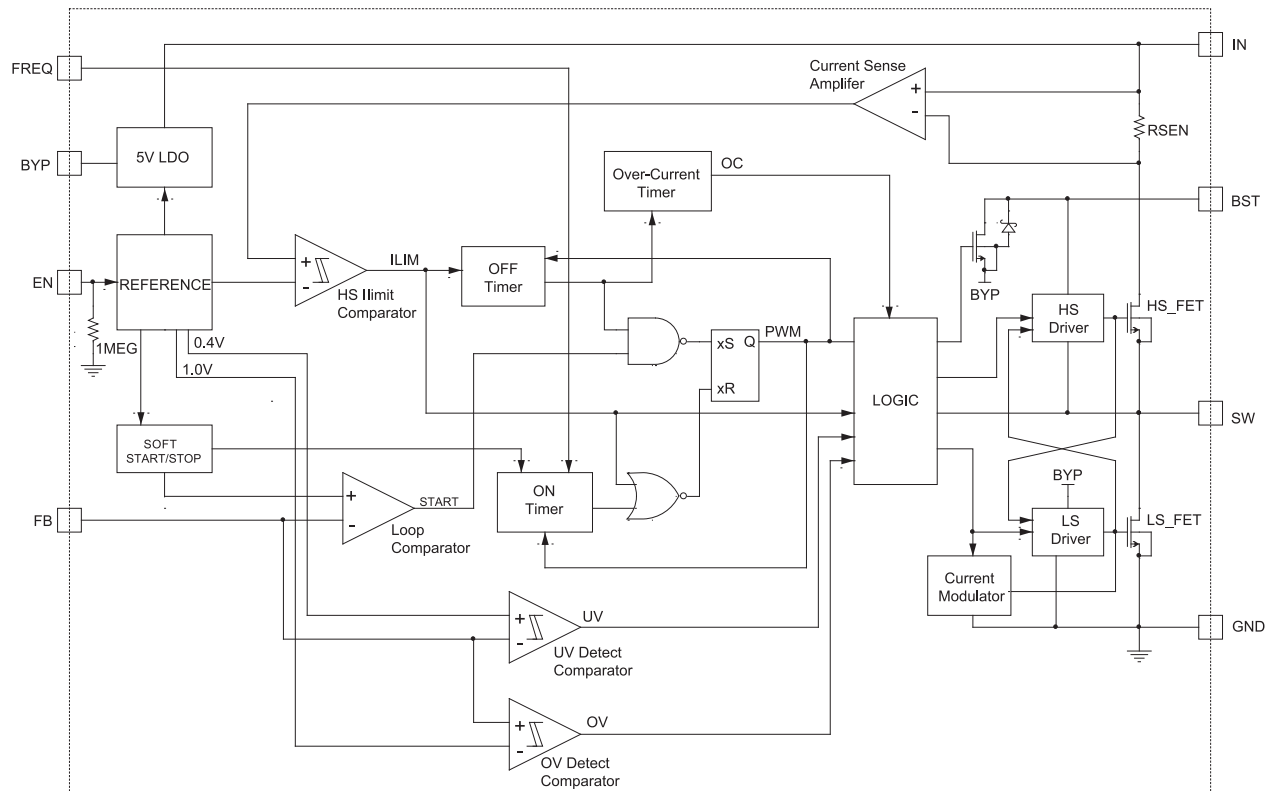 IN
FREQ
Current Sense
Amplifer
+
-
RSEN
5V LDO
BYP
Over-Current
Timer
OC
BST
REFERENCE
EN
+
-
ILIM
HS Ilimit
Comparator
OFF
Timer
BYP
HS
Driver
HS_FET
1MEG
0.4V
1.0V
xS
Q
xR
PWM
LOGIC
SW
SOFT
START/STOP
+
-
START
Loop
Comparator
ON
Timer
BYP
LS
Driver
LS_FET
FB
Current
Modulator
+
-
UV
UV Detect
Comparator
GND
+
-
OV
OV Detect
Comparator